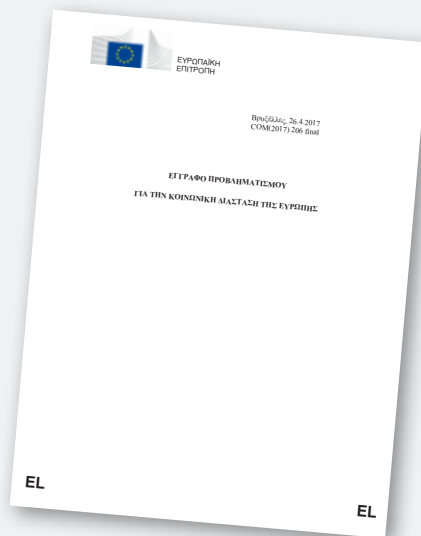 ΕΥΡΩΠΑΪΚΗ
ΕΠΙΤΡΟΠΗ
Βρυξέλλες, 26.4.2017
COM(2017) 206 final
ΕΓΓΡΑΦΟ ΠΡΟΒΛΗΜΑΤΙΣΜΟΥ
ΓΙΑ ΤΗΝ ΚΟΙΝΩΝΙΚΗ ΔΙΑΣΤΑΣΗ ΤΗΣ ΕΥΡΩΠΗΣ
EL
EL